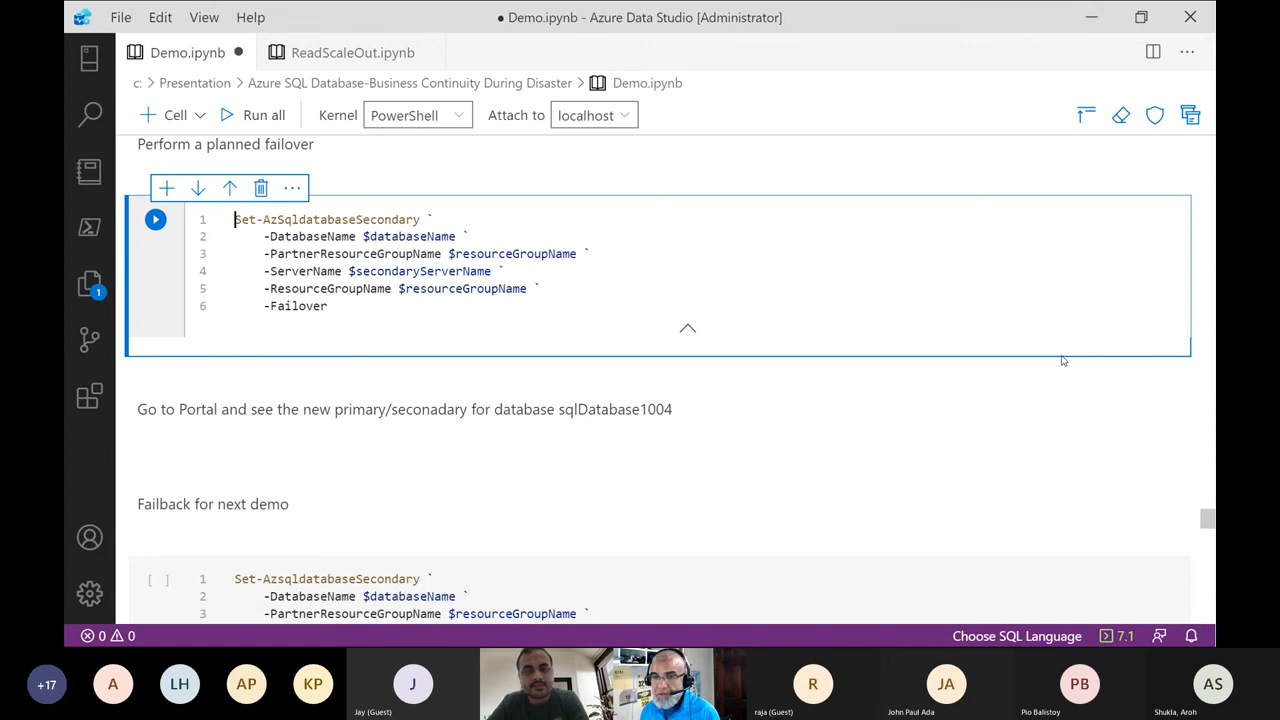 File Edit View Help
● Demo.ipynb - Azure Data Studio [Administrator]
Demo.ipynb ●
ReadScaleOut.ipynb
c: > Presentation > Azure SQL Database-Business Continuity During Disaster > Demo.ipynb
+ Cell Run all Kernel PowerShell Attach to localhost
Perform a planned failover
1 Set-AzSqldatabaseSecondary `
2 -DatabaseName $databaseName `
3 -PartnerResourceGroupName $resourceGroupName `
4 -ServerName $secondaryServerName `
5 -ResourceGroupName $resourceGroupName `
6 -Failover
1
Go to Portal and see the new primary/seconadary for database sqlDatabase1004
Failback for next demo
[ ] 1 Set-AzsqldatabaseSecondary `
2 -DatabaseName $databaseName `
3 -PartnerResourceGroupName $resourceGroupName `
0 0 Choose SQL Language 7.1
+17 A LH AP KP J R JA PB AS
Jay (Guest) raja (Guest) John Paul Ada Pio Balistoy Shukla, Aroh